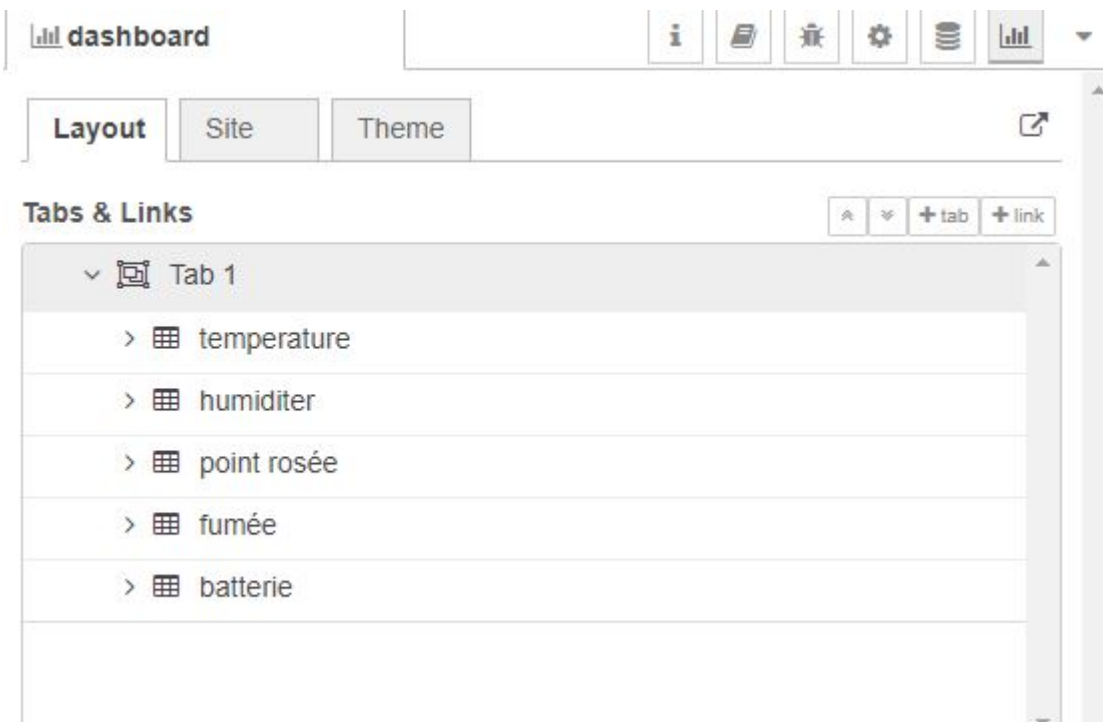 dashboard
Layout Site Theme
Tabs & Links + tab + link
Tab 1
temperature
humiditer
point rosée
fumée
batterie